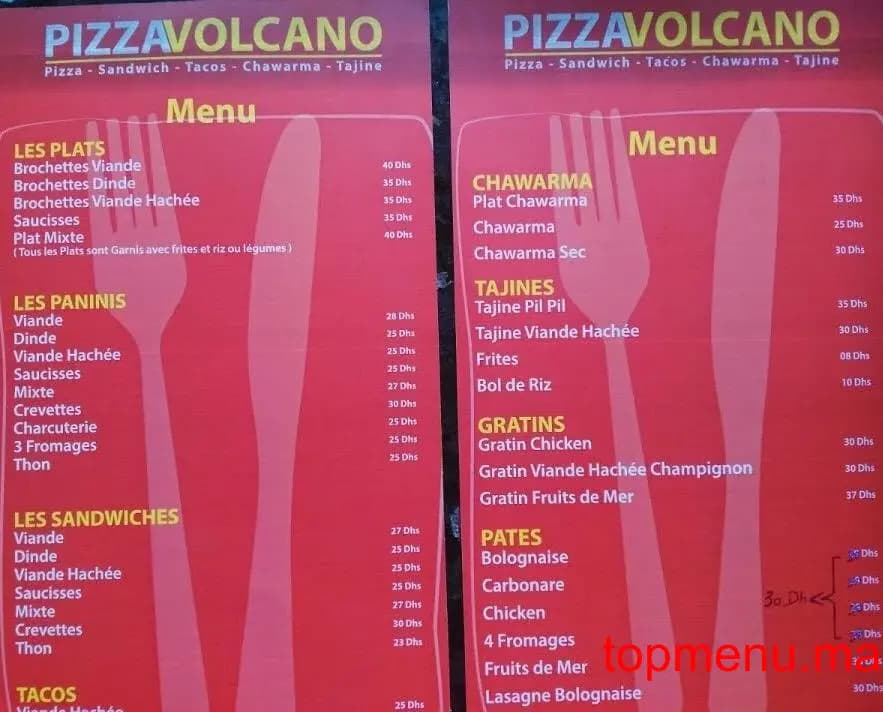 PIZZAVOLCANO
Pizza - Sandwich - Tacos - Chawarma - Tajine
Menu
LES PLATS
Brochettes Viande 40 Dhs
Brochettes Dinde 35 Dhs
Brochettes Viande Hachée 35 Dhs
Saucisses 35 Dhs
Plat Mixte 40 Dhs
( Tous les Plats sont Garnis avec frites et riz ou légumes )
LES PANINIS
Viande 28 Dhs
Dinde 25 Dhs
Viande Hachée 25 Dhs
Saucisses 25 Dhs
Mixte 27 Dhs
Crevettes 30 Dhs
Charcuterie 25 Dhs
3 Fromages 25 Dhs
Thon 25 Dhs
LES SANDWICHES
Viande 27 Dhs
Dinde 25 Dhs
Viande Hachée 25 Dhs
Saucisses 25 Dhs
Mixte 27 Dhs
Crevettes 30 Dhs
Thon 23 Dhs
TACOS
Viande Hachée 25 Dhs
PIZZAVOLCANO
Pizza - Sandwich - Tacos - Chawarma - Tajine
Menu
CHAWARMA
Plat Chawarma 35 Dhs
Chawarma 25 Dhs
Chawarma Sec 30 Dhs
TAJINES
Tajine Pil Pil 35 Dhs
Tajine Viande Hachée 30 Dhs
Frites 08 Dhs
Bol de Riz 10 Dhs
GRATINS
Gratin Chicken 30 Dhs
Gratin Viande Hachée Champignon 30 Dhs
Gratin Fruits de Mer 37 Dhs
PATES
Bolognaise Dhs
Carbonare Dhs
30 Dh
Chicken Dhs
4 Fromages Dhs
Fruits de Mer
Lasagne Bolognaise 30 Dhs
topmenu.ma